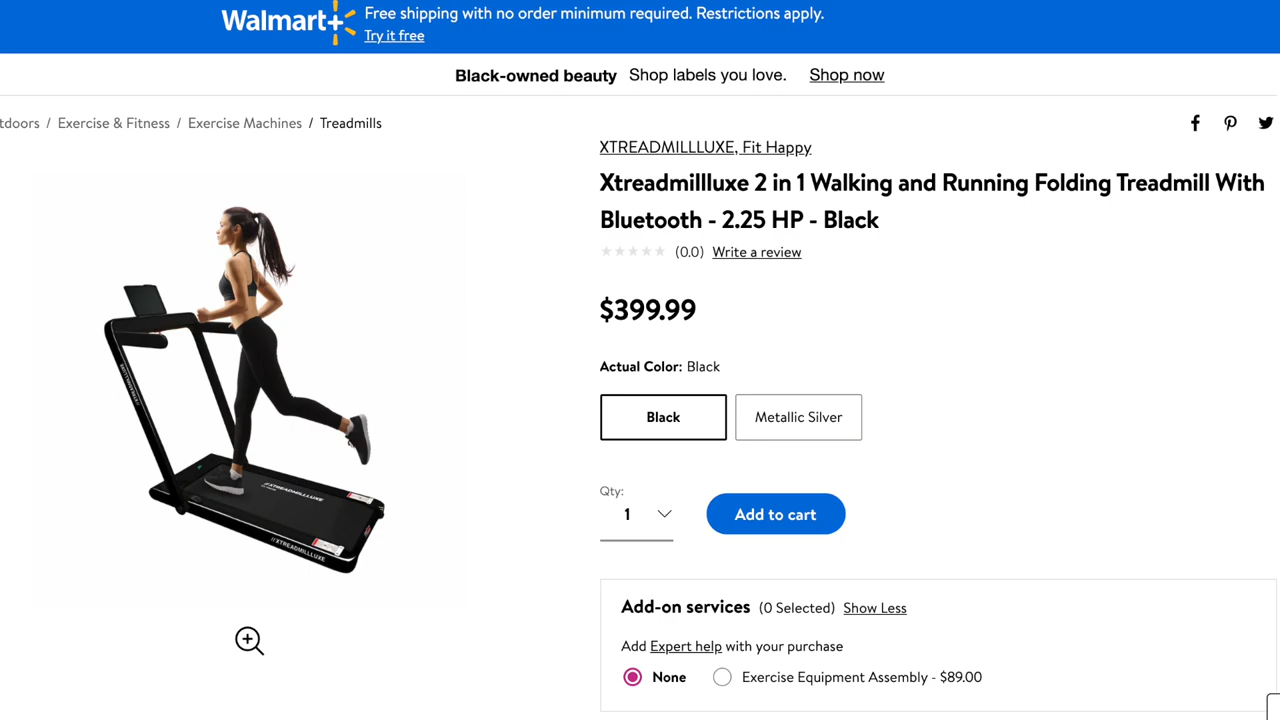 Walmart+
Free shipping with no order minimum required. Restrictions apply.
Try it free
Black-owned beauty Shop labels you love. Shop now
tdoors / Exercise & Fitness / Exercise Machines / Treadmills
XTREADMILLLUXE, Fit Happy
Xtreadmillluxe 2 in 1 Walking and Running Folding Treadmill With
Bluetooth - 2.25 HP - Black
(0.0) Write a review
$399.99
Actual Color: Black
Black Metallic Silver
Qty:
1 Add to cart
//XTREADMILLLUXE
//XTREADMILLLUXE
//XTREADMILLLUXE
Add-on services (0 Selected) Show Less
Add Expert help with your purchase
None Exercise Equipment Assembly - $89.00